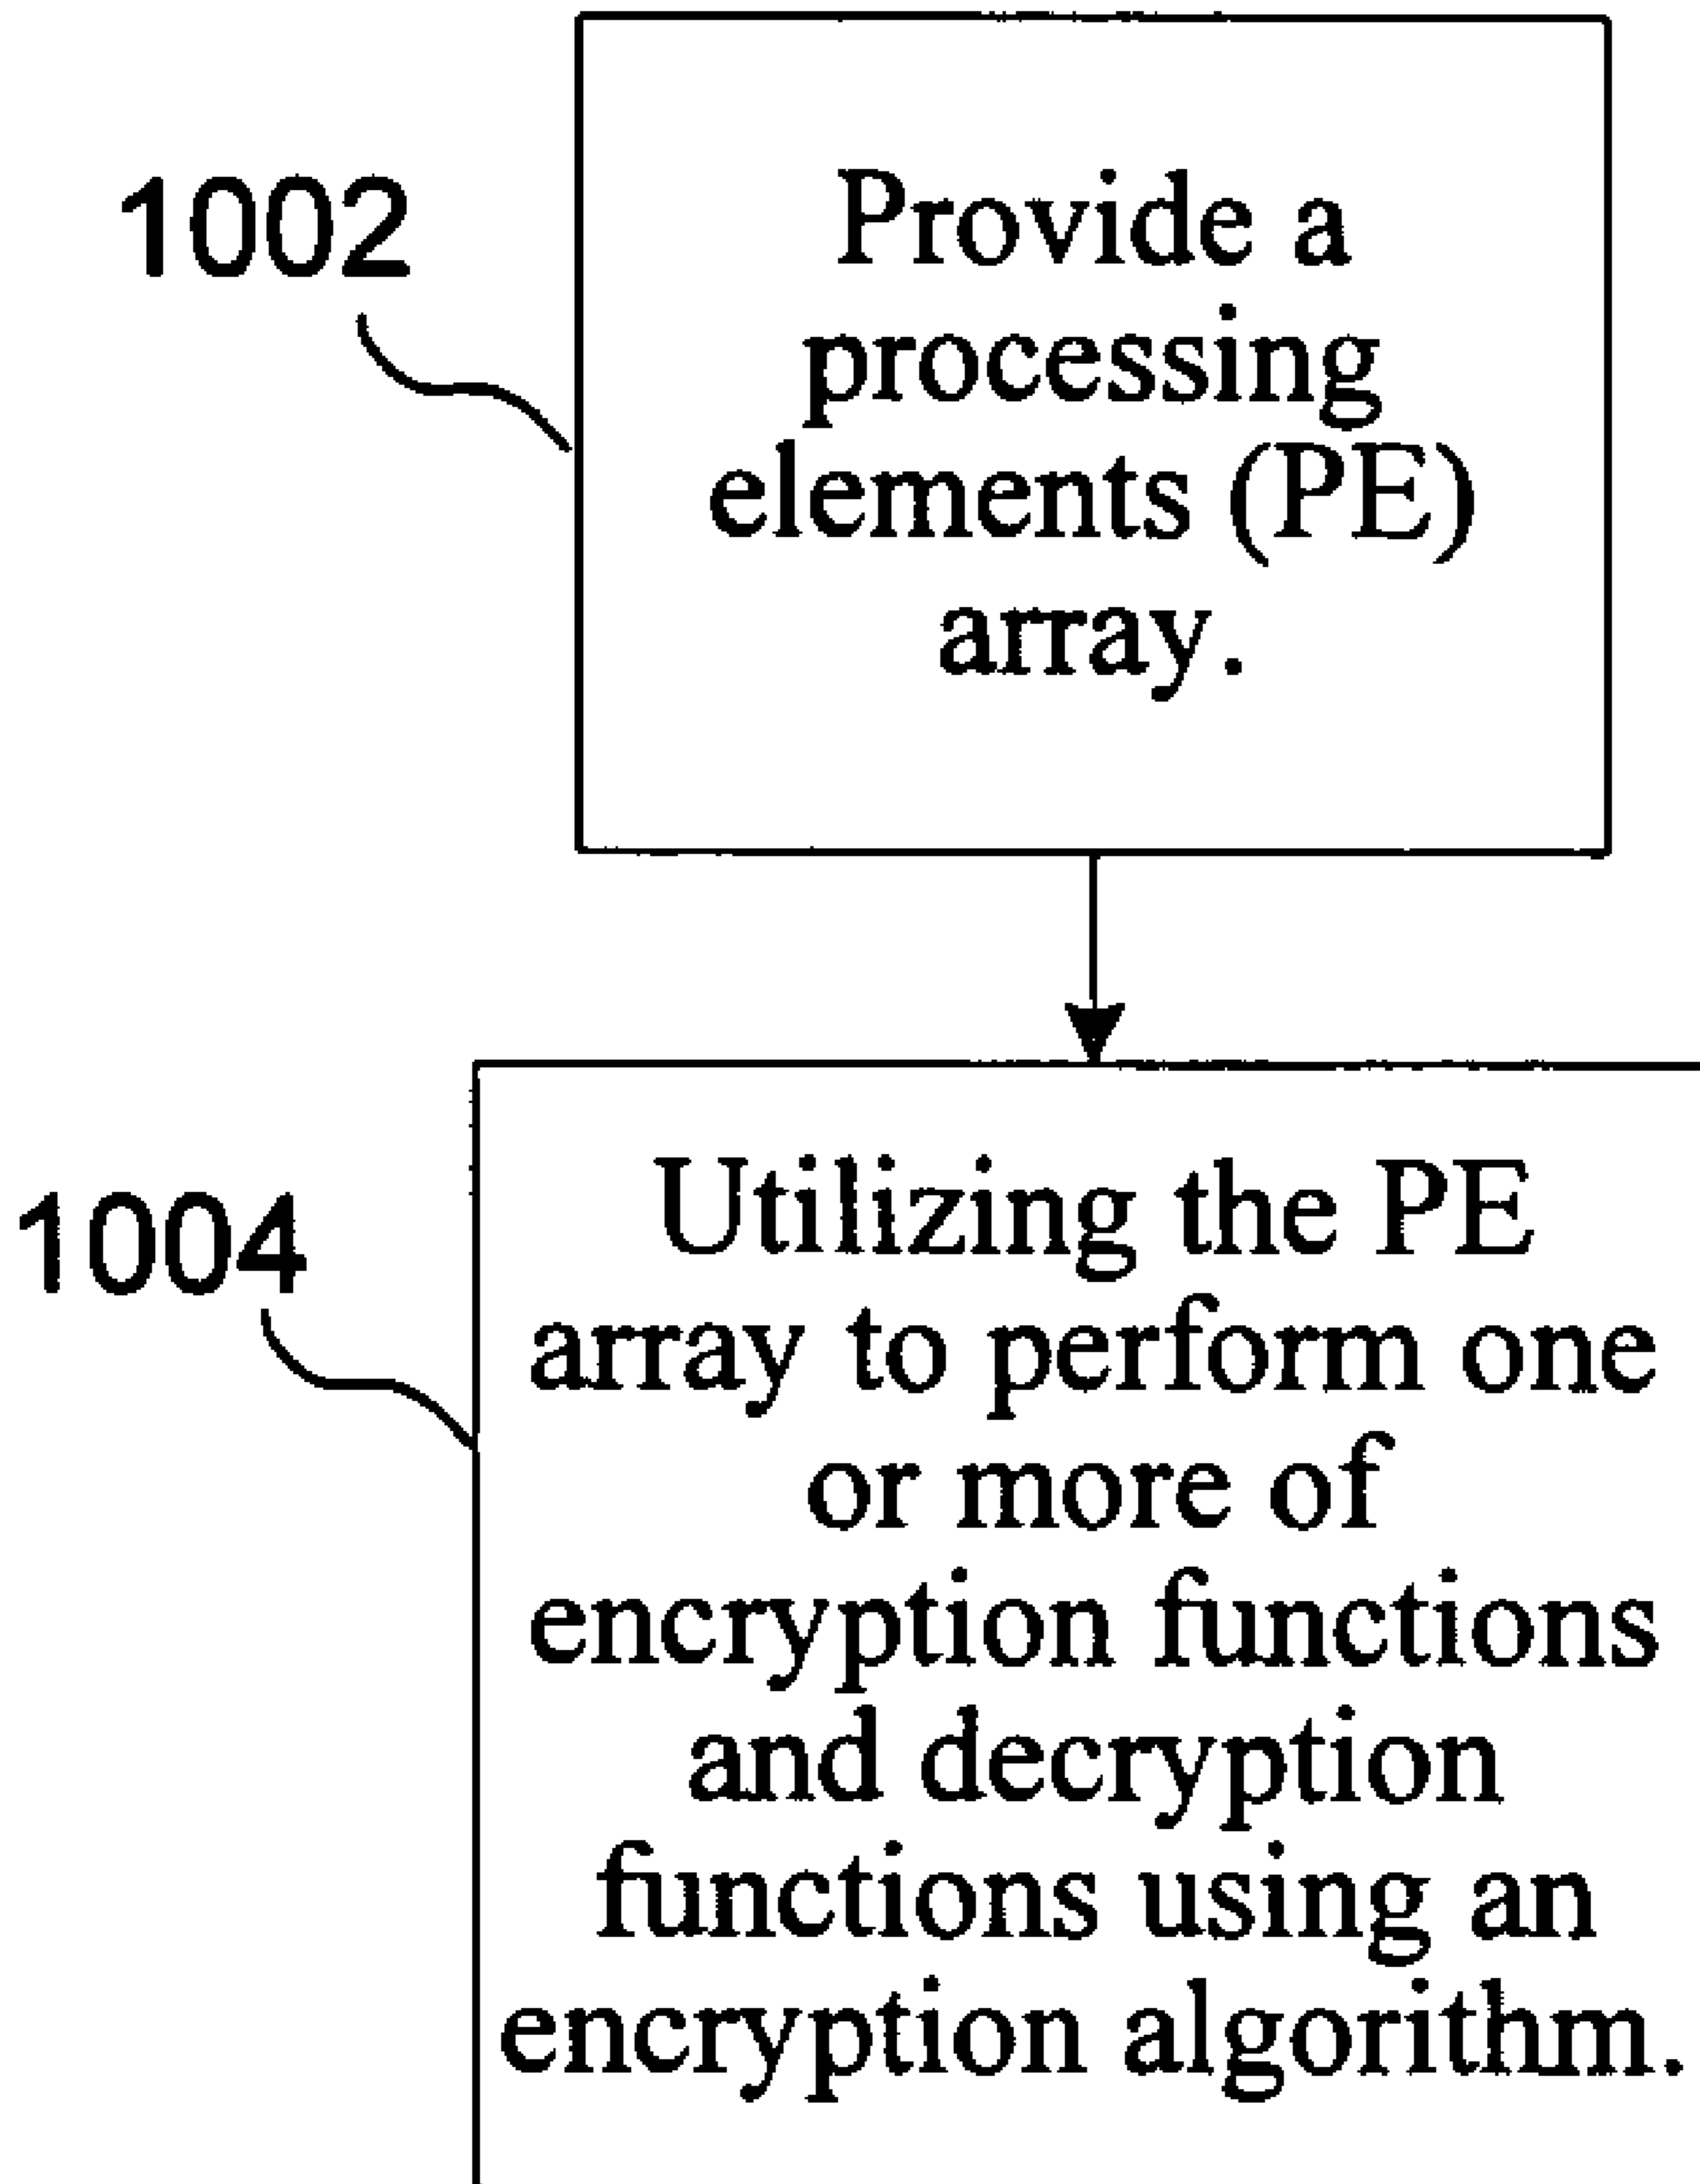 1002
Provide a
processing
elements (PE)
array.
1004
Utilizing the PE
array to perform one
or more of
encryption functions
and decryption
functions using an
encryption algorithm.